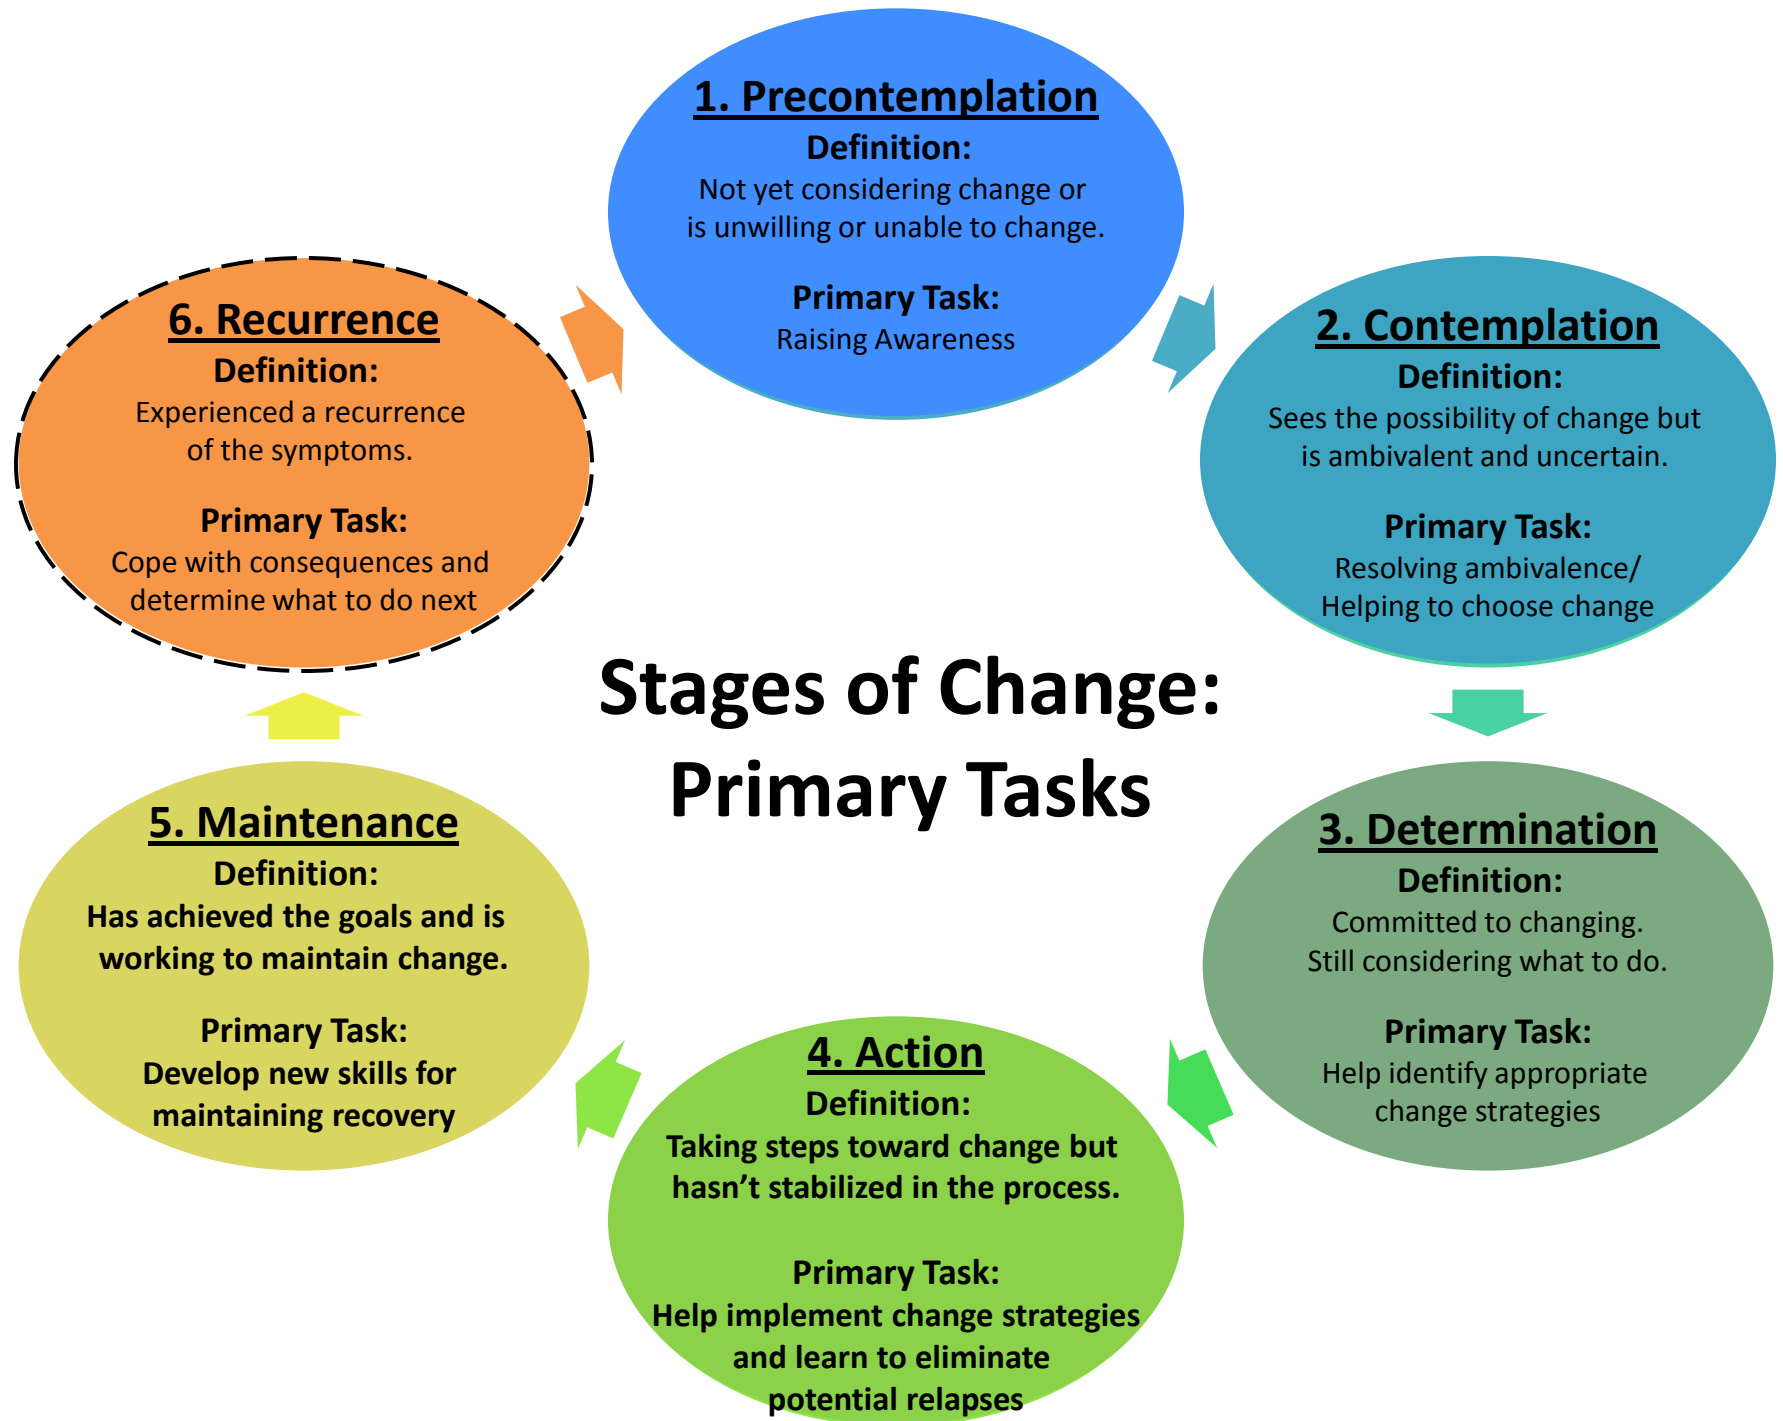 1. Precontemplation
Definition:
Not yet considering change or
is unwilling or unable to change.
Primary Task:
Raising Awareness
2. Contemplation
Definition:
Sees the possibility of change but
is ambivalent and uncertain.
Primary Task:
Resolving ambivalence/
Helping to choose change
3. Determination
Definition:
Committed to changing.
Still considering what to do.
Primary Task:
Help identify appropriate
change strategies
4. Action
Definition:
Taking steps toward change but
hasn’t stabilized in the process.
Primary Task:
Help implement change strategies
and learn to eliminate
potential relapses
5. Maintenance
Definition:
Has achieved the goals and is
working to maintain change.
Primary Task:
Develop new skills for
maintaining recovery
6. Recurrence
Definition:
Experienced a recurrence
of the symptoms.
Primary Task:
Cope with consequences and
determine what to do next
Stages of Change:
Primary Tasks